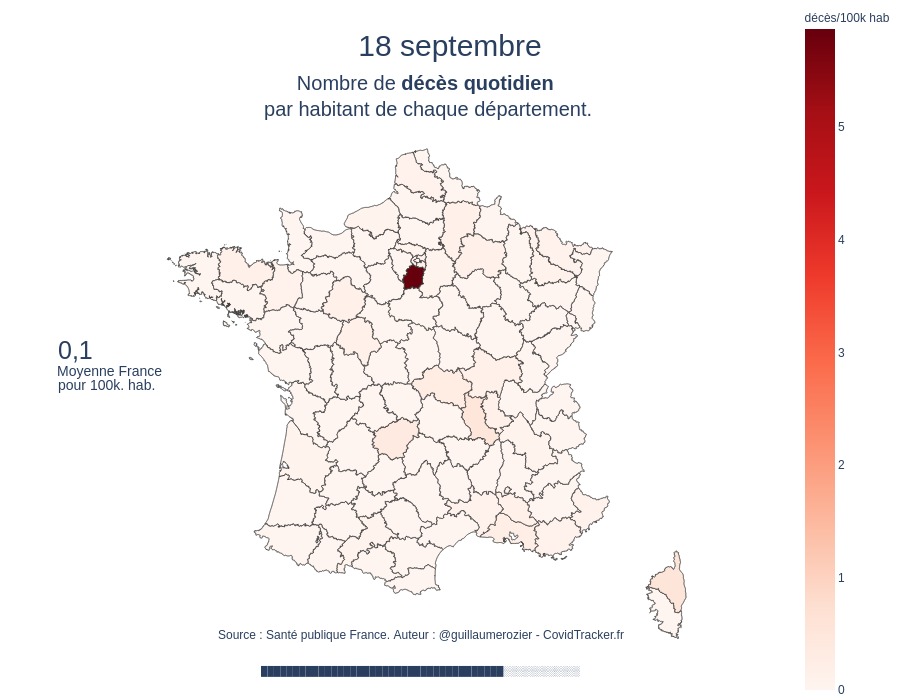 18 septembre
Nombre de décès quotidien
par habitant de chaque département.
décès/100k hab
5
4
3
2
1
0
0,1
Moyenne France
pour 100k. hab.
Source : Santé publique France. Auteur : @guillaumerozier - CovidTracker.fr